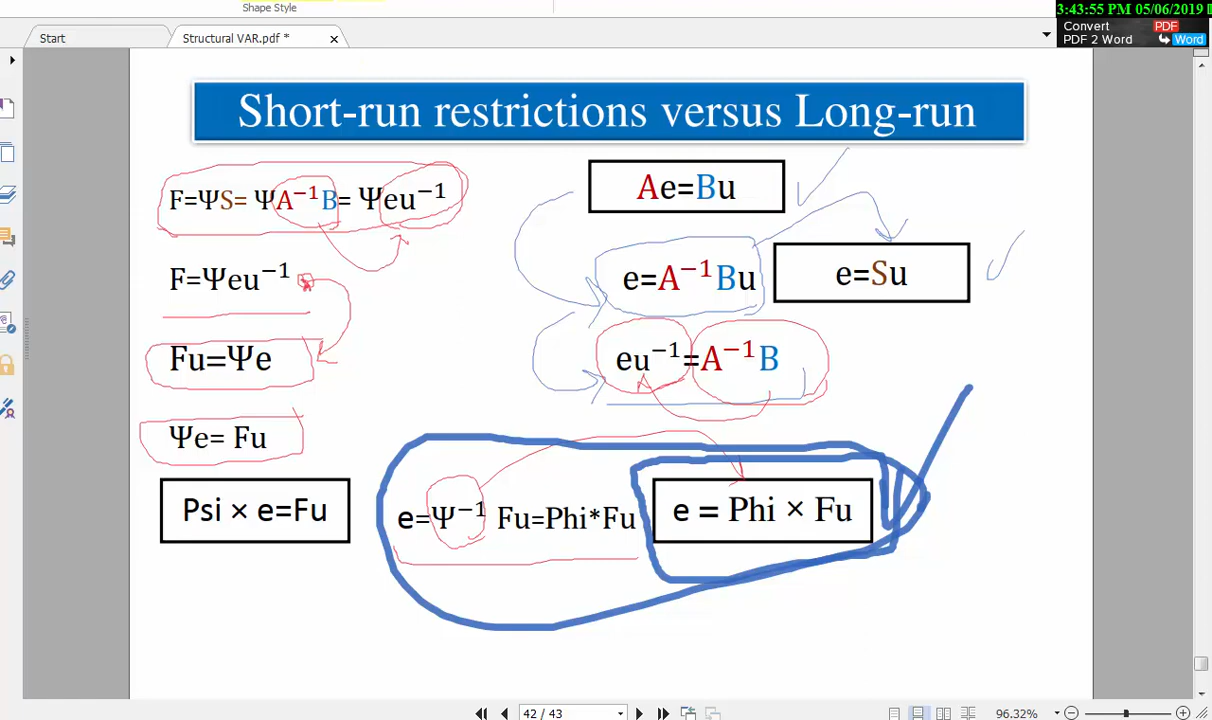 Shape Style
3:43:55 PM 05/06/2019
Convert PDF
PDF 2 Word Word
Start
Structural VAR.pdf *
Short-run restrictions versus Long-run
F=ΨS= ΨA⁻¹B= Ψeu⁻¹
Ae=Bu
F=Ψeu⁻¹
e=A⁻¹Bu
e=Su
Fu=Ψe
eu⁻¹=A⁻¹B
Ψe= Fu
Psi × e=Fu
e=Ψ⁻¹ Fu=Phi*Fu
e = Phi × Fu
42 / 43
96.32%